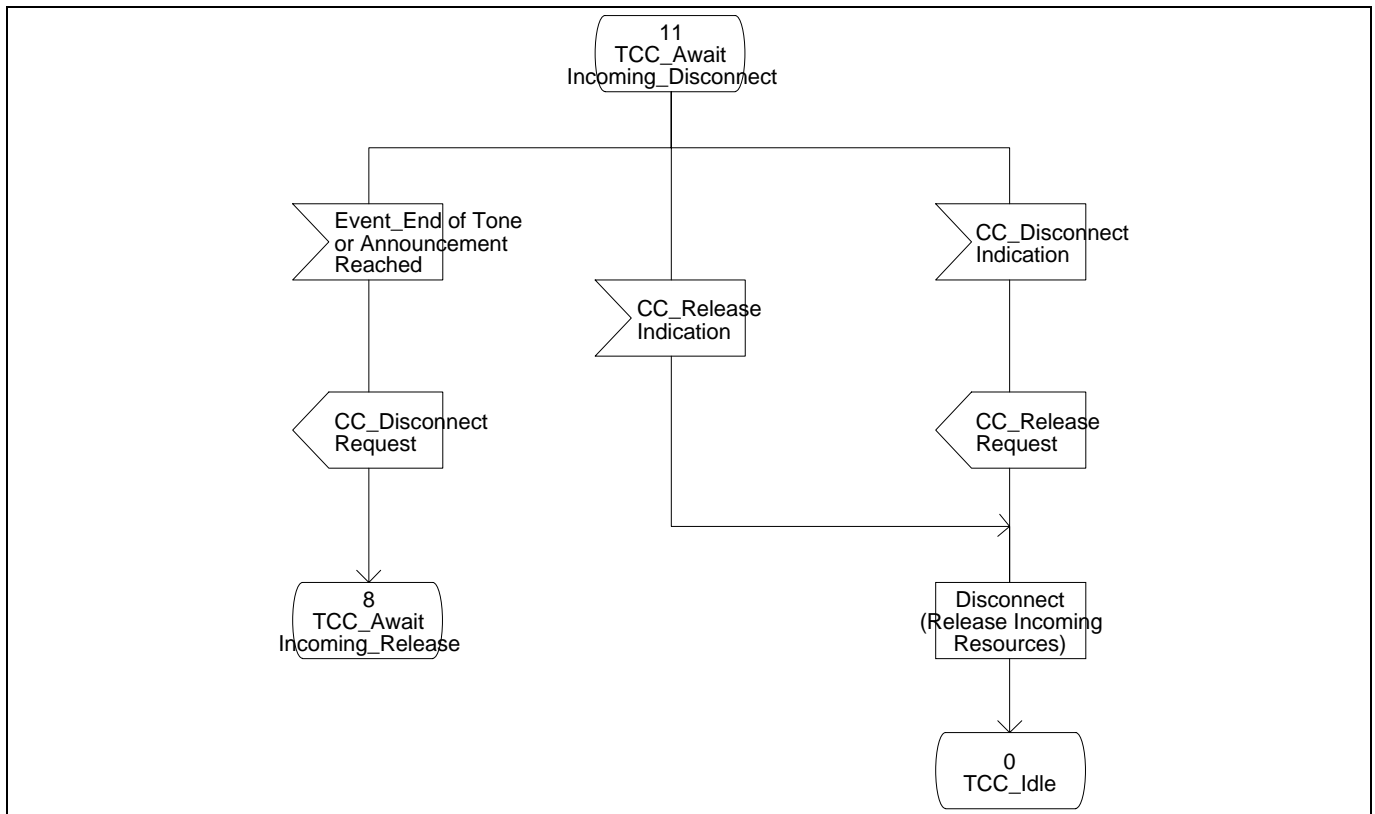 11
TCC_Await
Incoming_Disconnect
Event_End of Tone
or Announcement
Reached
CC_Release
Indication
CC_Disconnect
Indication
CC_Disconnect
Request
CC_Release
Request
8
TCC_Await
Incoming_Release
Disconnect
(Release Incoming
Resources)
0
TCC_Idle